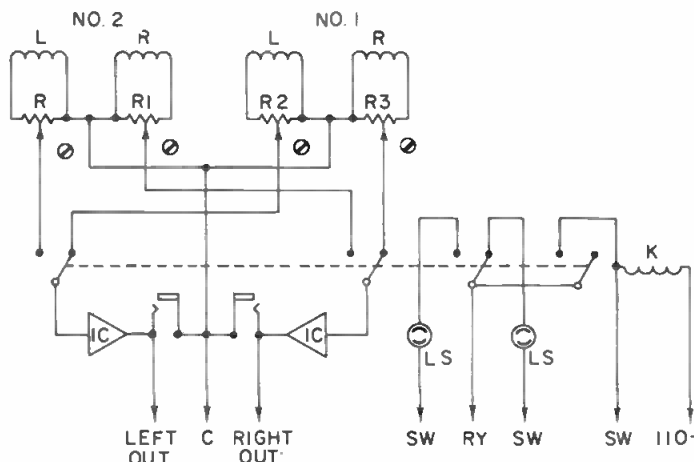 NO. 2 NO. 1
L R L R
R R1 R2 R3
K
IC IC
LS LS
LEFT OUT C RIGHT OUT SW RY SW SW 110-